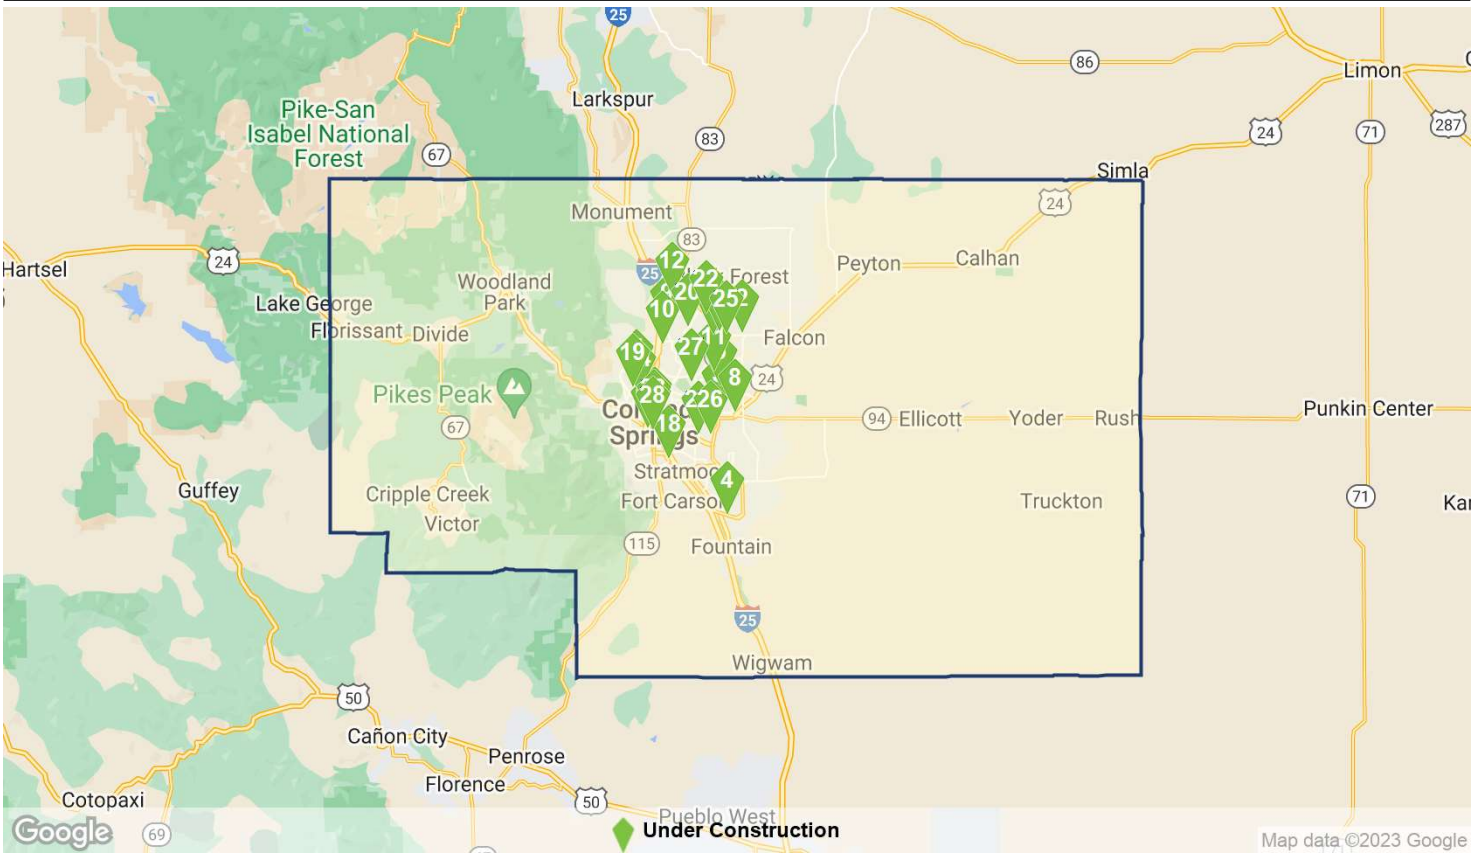 25
Larkspur
86
Limon
Pike-San
Isabel National
Forest
67
83
24
71
287
Simla
24
Monument
83
Hartsel
24
25
12
22
Forest
Peyton
Calhan
Woodland
Park
20
25
Lake George
10
Florissant
Divide
11
Falcon
27
19
8
24
Pikes Peak
28
26
Punkin Center
67
18
Springs
94
Ellicott
Yoder
Rush
Stratmoo
4
Guffey
Cripple Creek
Fort Carson
Truckton
71
Victor
115
Fountain
25
Wigwam
50
Cañon City
Penrose
Florence
Cotopaxi
50
Pueblo West
Google
69
Under Construction
Map data ©2023 Google